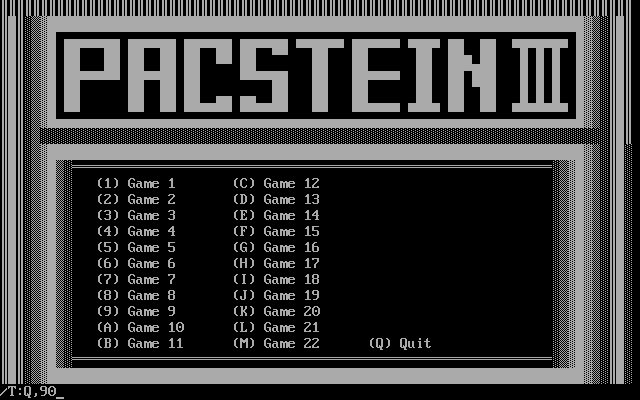 PACSTEIN III
(1) Game 1 (C) Game 12
(2) Game 2 (D) Game 13
(3) Game 3 (E) Game 14
(4) Game 4 (F) Game 15
(5) Game 5 (G) Game 16
(6) Game 6 (H) Game 17
(7) Game 7 (I) Game 18
(8) Game 8 (J) Game 19
(9) Game 9 (K) Game 20
(A) Game 10 (L) Game 21
(B) Game 11 (M) Game 22 (Q) Quit
/T:Q,90_